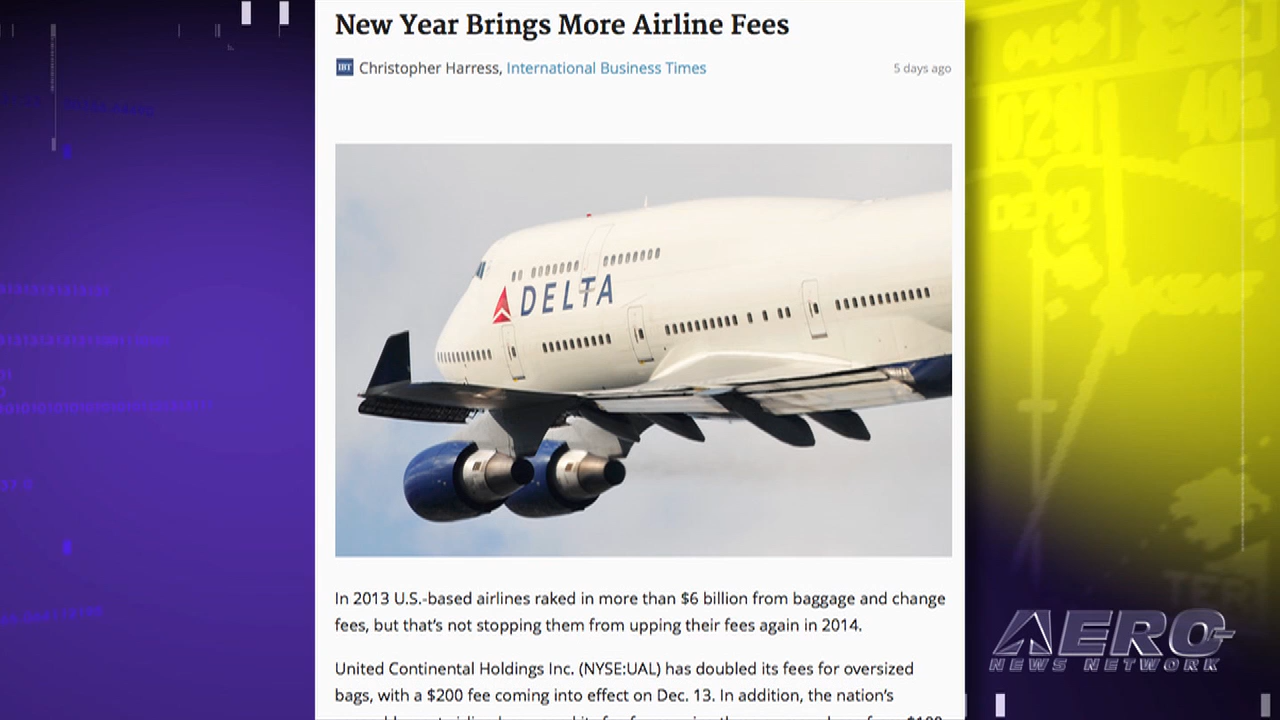 New Year Brings More Airline Fees
IBT Christopher Harress, International Business Times
5 days ago
DELTA
In 2013 U.S.-based airlines raked in more than $6 billion from baggage and change
fees, but that's not stopping them from upping their fees again in 2014.
United Continental Holdings Inc. (NYSE:UAL) has doubled its fees for oversized
bags, with a $200 fee coming into effect on Dec. 13. In addition, the nation's
DEMO
AERO
NEWS NETWORK